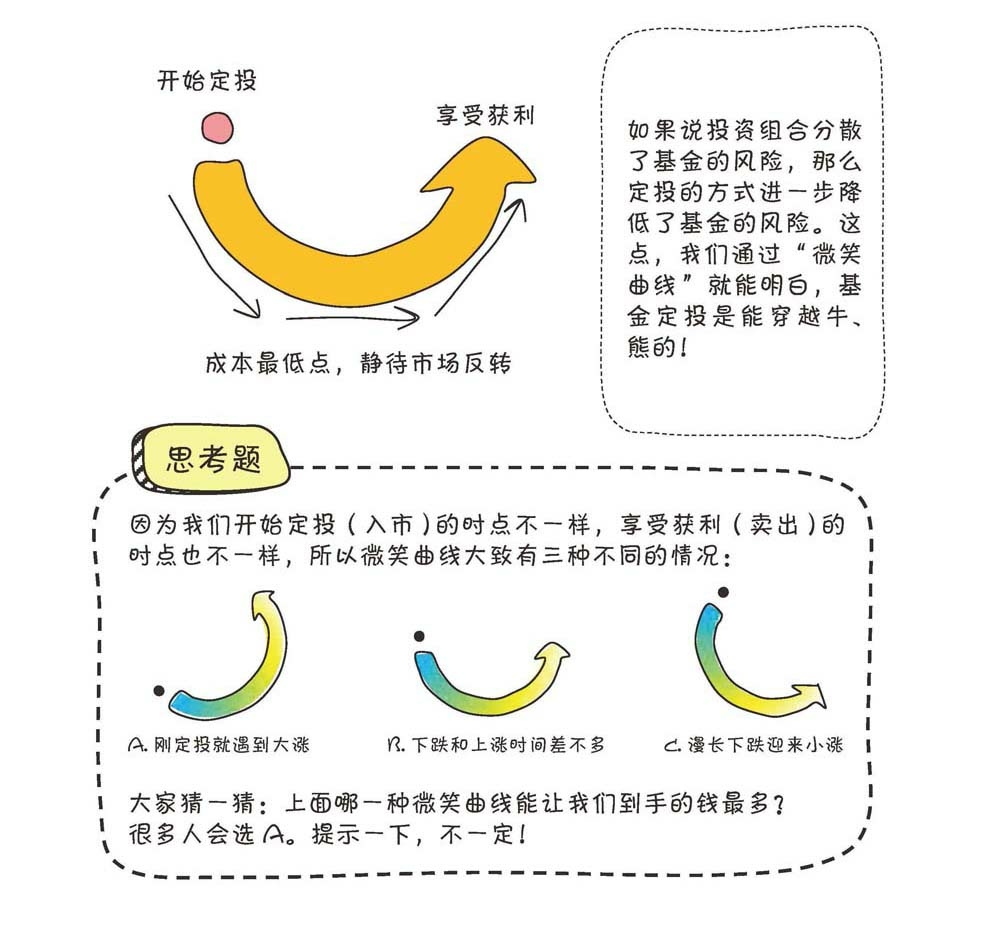 开始定投
享受获利
成本最低点，静待市场反转
如果说投资组合分散
了基金的风险，那么
定投的方式进一步降
低了基金的风险。这
点，我们通过“微笑
曲线”就能明白，基
金定投是能穿越牛、
熊的！
思考题
因为我们开始定投（入市）的时点不一样，享受获利（卖出）的
时点也不一样，所以微笑曲线大致有三种不同的情况：
A. 刚定投就遇到大涨
B. 下跌和上涨时间差不多
C. 漫长下跌迎来小涨
大家猜一猜：上面哪一种微笑曲线能让我们到手的钱最多？
很多人会选A。提示一下，不一定！